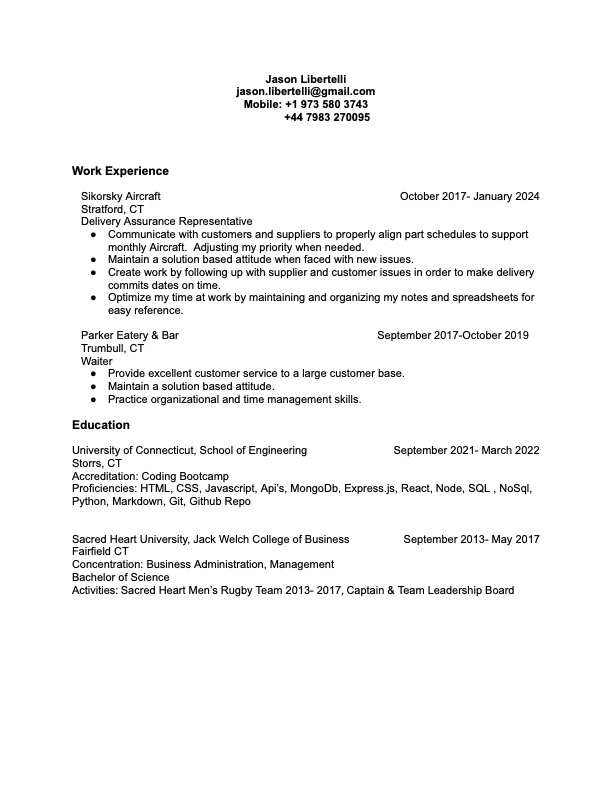 Jason Libertelli
jason.libertelli@gmail.com
Mobile: +1 973 580 3743
+44 7983 270095
Work Experience
Sikorsky Aircraft October 2017- January 2024
Stratford, CT
Delivery Assurance Representative
● Communicate with customers and suppliers to properly align part schedules to support
monthly Aircraft.  Adjusting my priority when needed.
● Maintain a solution based attitude when faced with new issues.
● Create work by following up with supplier and customer issues in order to make delivery
commits dates on time.
● Optimize my time at work by maintaining and organizing my notes and spreadsheets for
easy reference.
Parker Eatery & Bar September 2017-October 2019
Trumbull, CT
Waiter
● Provide excellent customer service to a large customer base.
● Maintain a solution based attitude.
● Practice organizational and time management skills.
Education
University of Connecticut, School of Engineering September 2021- March 2022
Storrs, CT
Accreditation: Coding Bootcamp
Proficiencies: HTML, CSS, Javascript, Api's, MongoDb, Express.js, React, Node, SQL , NoSql,
Python, Markdown, Git, Github Repo
Sacred Heart University, Jack Welch College of Business September 2013- May 2017
Fairfield CT
Concentration: Business Administration, Management
Bachelor of Science
Activities: Sacred Heart Men's Rugby Team 2013- 2017, Captain & Team Leadership Board